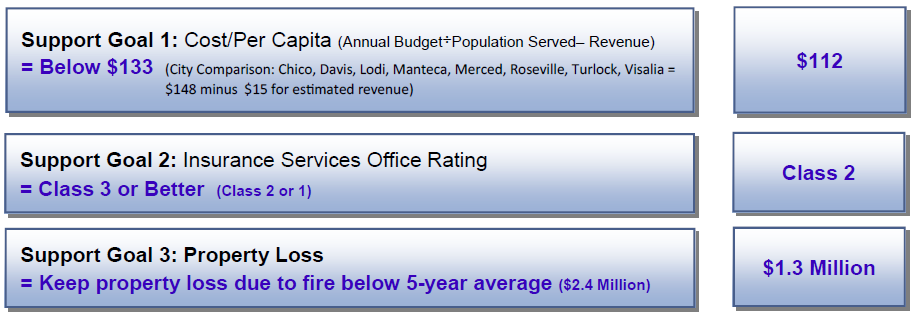 Support Goal 1: Cost/Per Capita (Annual Budget÷Population Served– Revenue)
= Below $133 (City Comparison: Chico, Davis, Lodi, Manteca, Merced, Roseville, Turlock, Visalia =
$148 minus $15 for estimated revenue)
$112
Support Goal 2: Insurance Services Office Rating
= Class 3 or Better (Class 2 or 1)
Class 2
Support Goal 3: Property Loss
= Keep property loss due to fire below 5-year average ($2.4 Million)
$1.3 Million